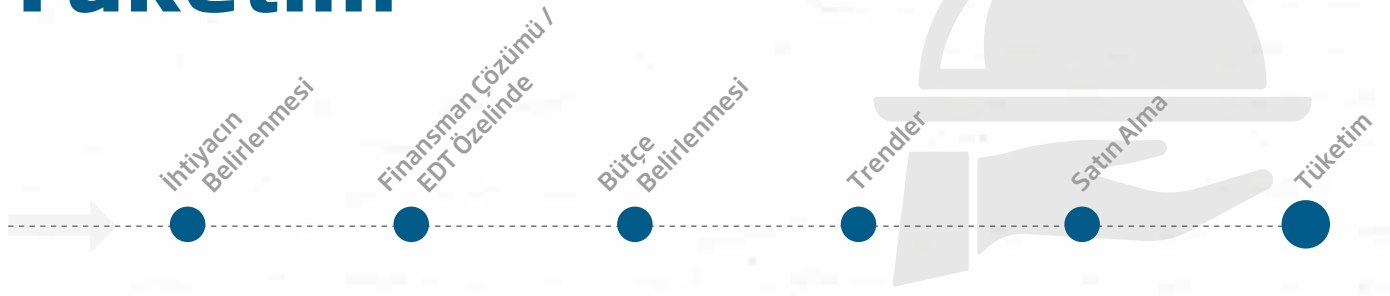 Tüketim
İhtiyacın
Belirlenmesi
Finansman Çözümü /
EDT Özelinde
Bütçe
Belirlenmesi
Trendler
Satın Alma
Tüketim